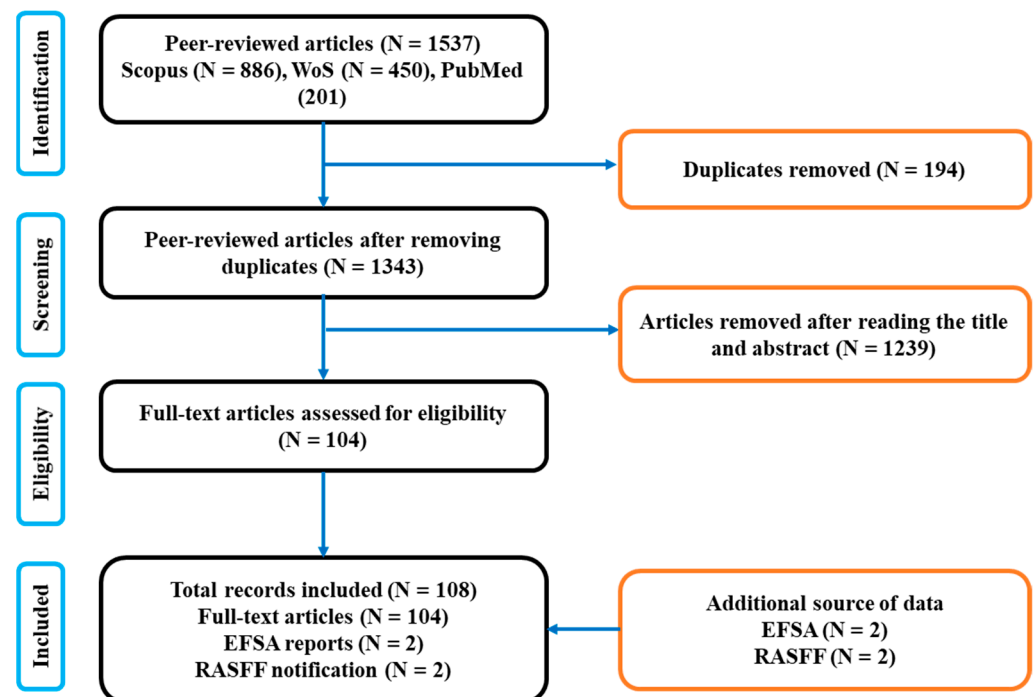 Identification
Peer-reviewed articles (N = 1537)
Scopus (N = 886), WoS (N = 450), PubMed
(201)
Duplicates removed (N = 194)
Screening
Peer-reviewed articles after removing
duplicates (N = 1343)
Articles removed after reading the title
and abstract (N = 1239)
Eligibility
Full-text articles assessed for eligibility
(N = 104)
Included
Total records included (N = 108)
Full-text articles (N = 104)
EFSA reports (N = 2)
RASFF notification (N = 2)
Additional source of data
EFSA (N = 2)
RASFF (N = 2)